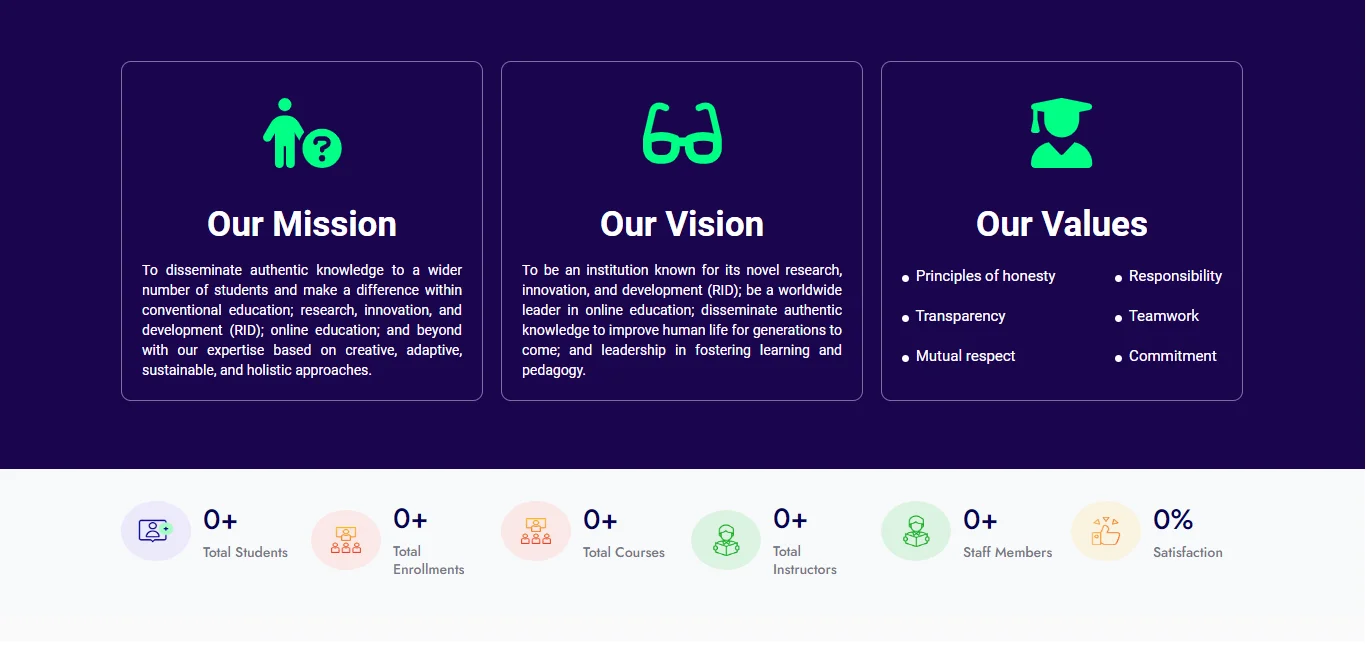 Our Mission
To disseminate authentic knowledge to a wider
number of students and make a difference within
conventional education; research, innovation, and
development (RID); online education; and beyond
with our expertise based on creative, adaptive,
sustainable, and holistic approaches.
Our Vision
To be an institution known for its novel research,
innovation, and development (RID); be a worldwide
leader in online education; disseminate authentic
knowledge to improve human life for generations to
come; and leadership in fostering learning and
pedagogy.
Our Values
Principles of honesty
Transparency
Mutual respect
Responsibility
Teamwork
Commitment
0+
Total Students
0+
Total
Enrollments
0+
Total Courses
0+
Total
Instructors
0+
Staff Members
0%
Satisfaction